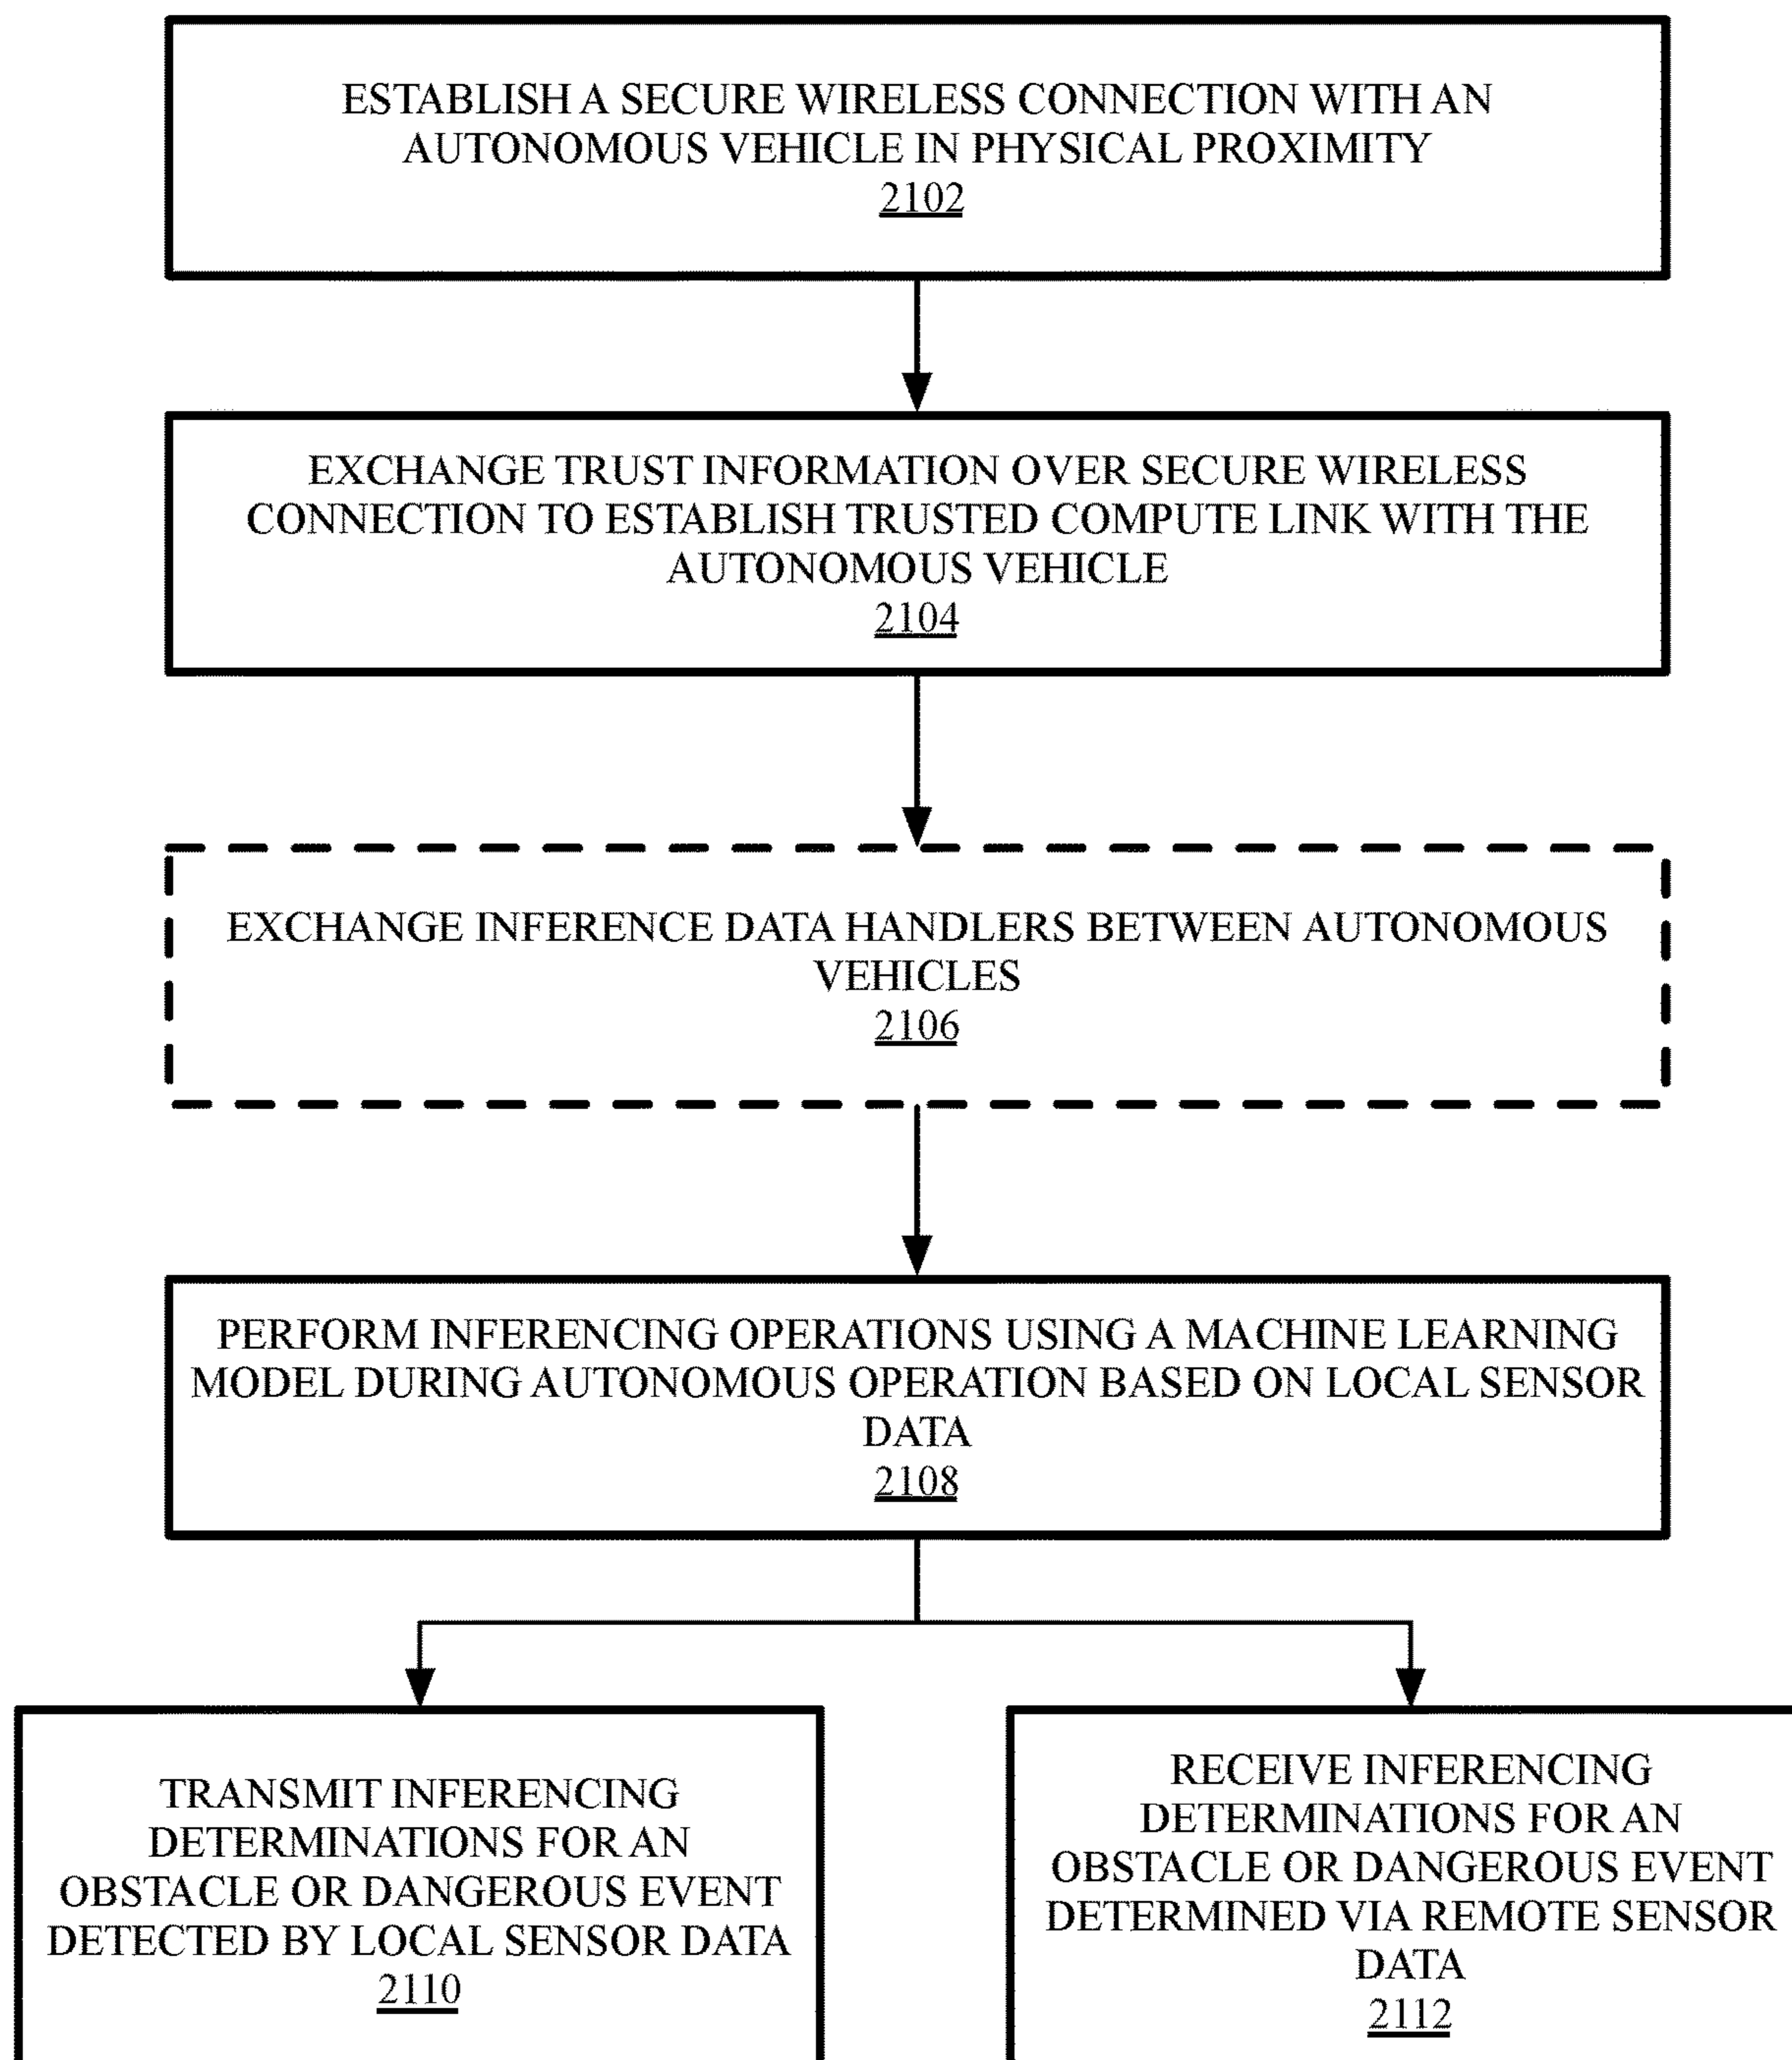 ESTABLISH A SECURE WIRELESS CONNECTION WITH AN
AUTONOMOUS VEHICLE IN PHYSICAL PROXIMITY
2102
EXCHANGE TRUST INFORMATION OVER SECURE WIRELESS
CONNECTION TO ESTABLISH TRUSTED COMPUTE LINK WITH THE
AUTONOMOUS VEHICLE
2104
EXCHANGE INFERENCE DATA HANDLERS BETWEEN AUTONOMOUS
VEHICLES
2106
PERFORM INFERENCING OPERATIONS USING A MACHINE LEARNING
MODEL DURING AUTONOMOUS OPERATION BASED ON LOCAL SENSOR
DATA
2108
TRANSMIT INFERENCING
DETERMINATIONS FOR AN
OBSTACLE OR DANGEROUS EVENT
DETECTED BY LOCAL SENSOR DATA
2110
RECEIVE INFERENCING
DETERMINATIONS FOR AN
OBSTACLE OR DANGEROUS EVENT
DETERMINED VIA REMOTE SENSOR
DATA
2112